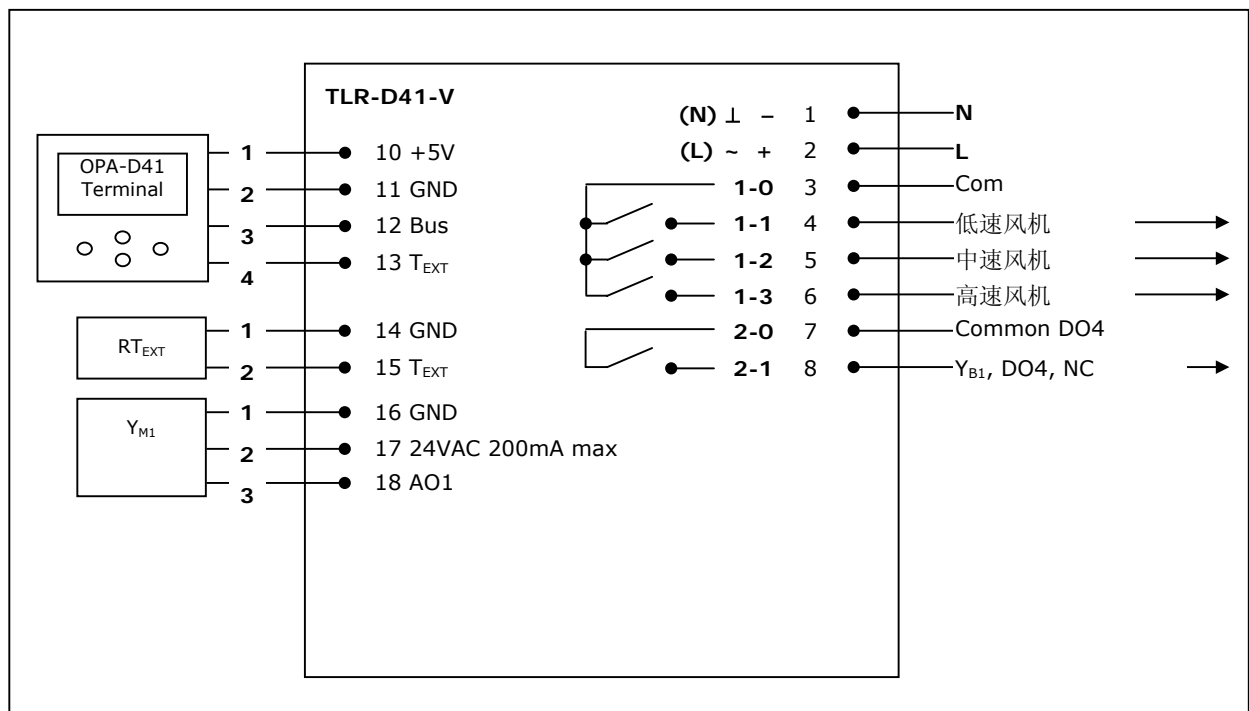 TLR-D41-V
OPA-D41
Terminal
1 10 +5V
2 11 GND
3 12 Bus
4 13 TEXT
RTEXT
1 14 GND
2 15 TEXT
YM1
1 16 GND
2 17 24VAC 200mA max
3 18 AO1
(N) ⊥ – 1 N
(L) ~ + 2 L
1-0 3 Com
1-1 4 低速风机
1-2 5 中速风机
1-3 6 高速风机
2-0 7 Common DO4
2-1 8 YB1, DO4, NC